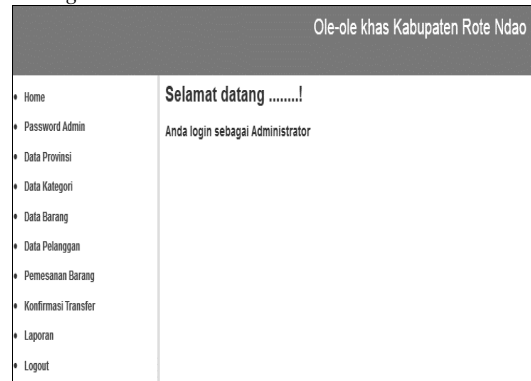 Ole-ole khas Kabupaten Rote Ndao
Home
Password Admin
Data Provinsi
Data Kategori
Data Barang
Data Pelanggan
Pemesanan Barang
Konfirmasi Transfer
Laporan
Logout
Selamat datang ........!
Anda login sebagai Administrator